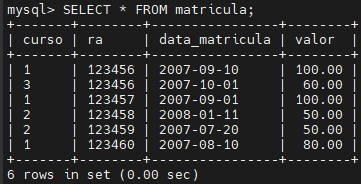 mysql> SELECT * FROM matricula;
+-------+--------+----------------+--------+
| curso | ra     | data_matricula | valor  |
+-------+--------+----------------+--------+
| 1     | 123456 | 2007-09-10     | 100.00 |
| 3     | 123456 | 2007-10-01     |  60.00 |
| 1     | 123457 | 2007-09-01     | 100.00 |
| 2     | 123458 | 2008-01-11     |  50.00 |
| 2     | 123459 | 2007-07-20     |  50.00 |
| 1     | 123460 | 2007-08-10     |  80.00 |
+-------+--------+----------------+--------+
6 rows in set (0.00 sec)